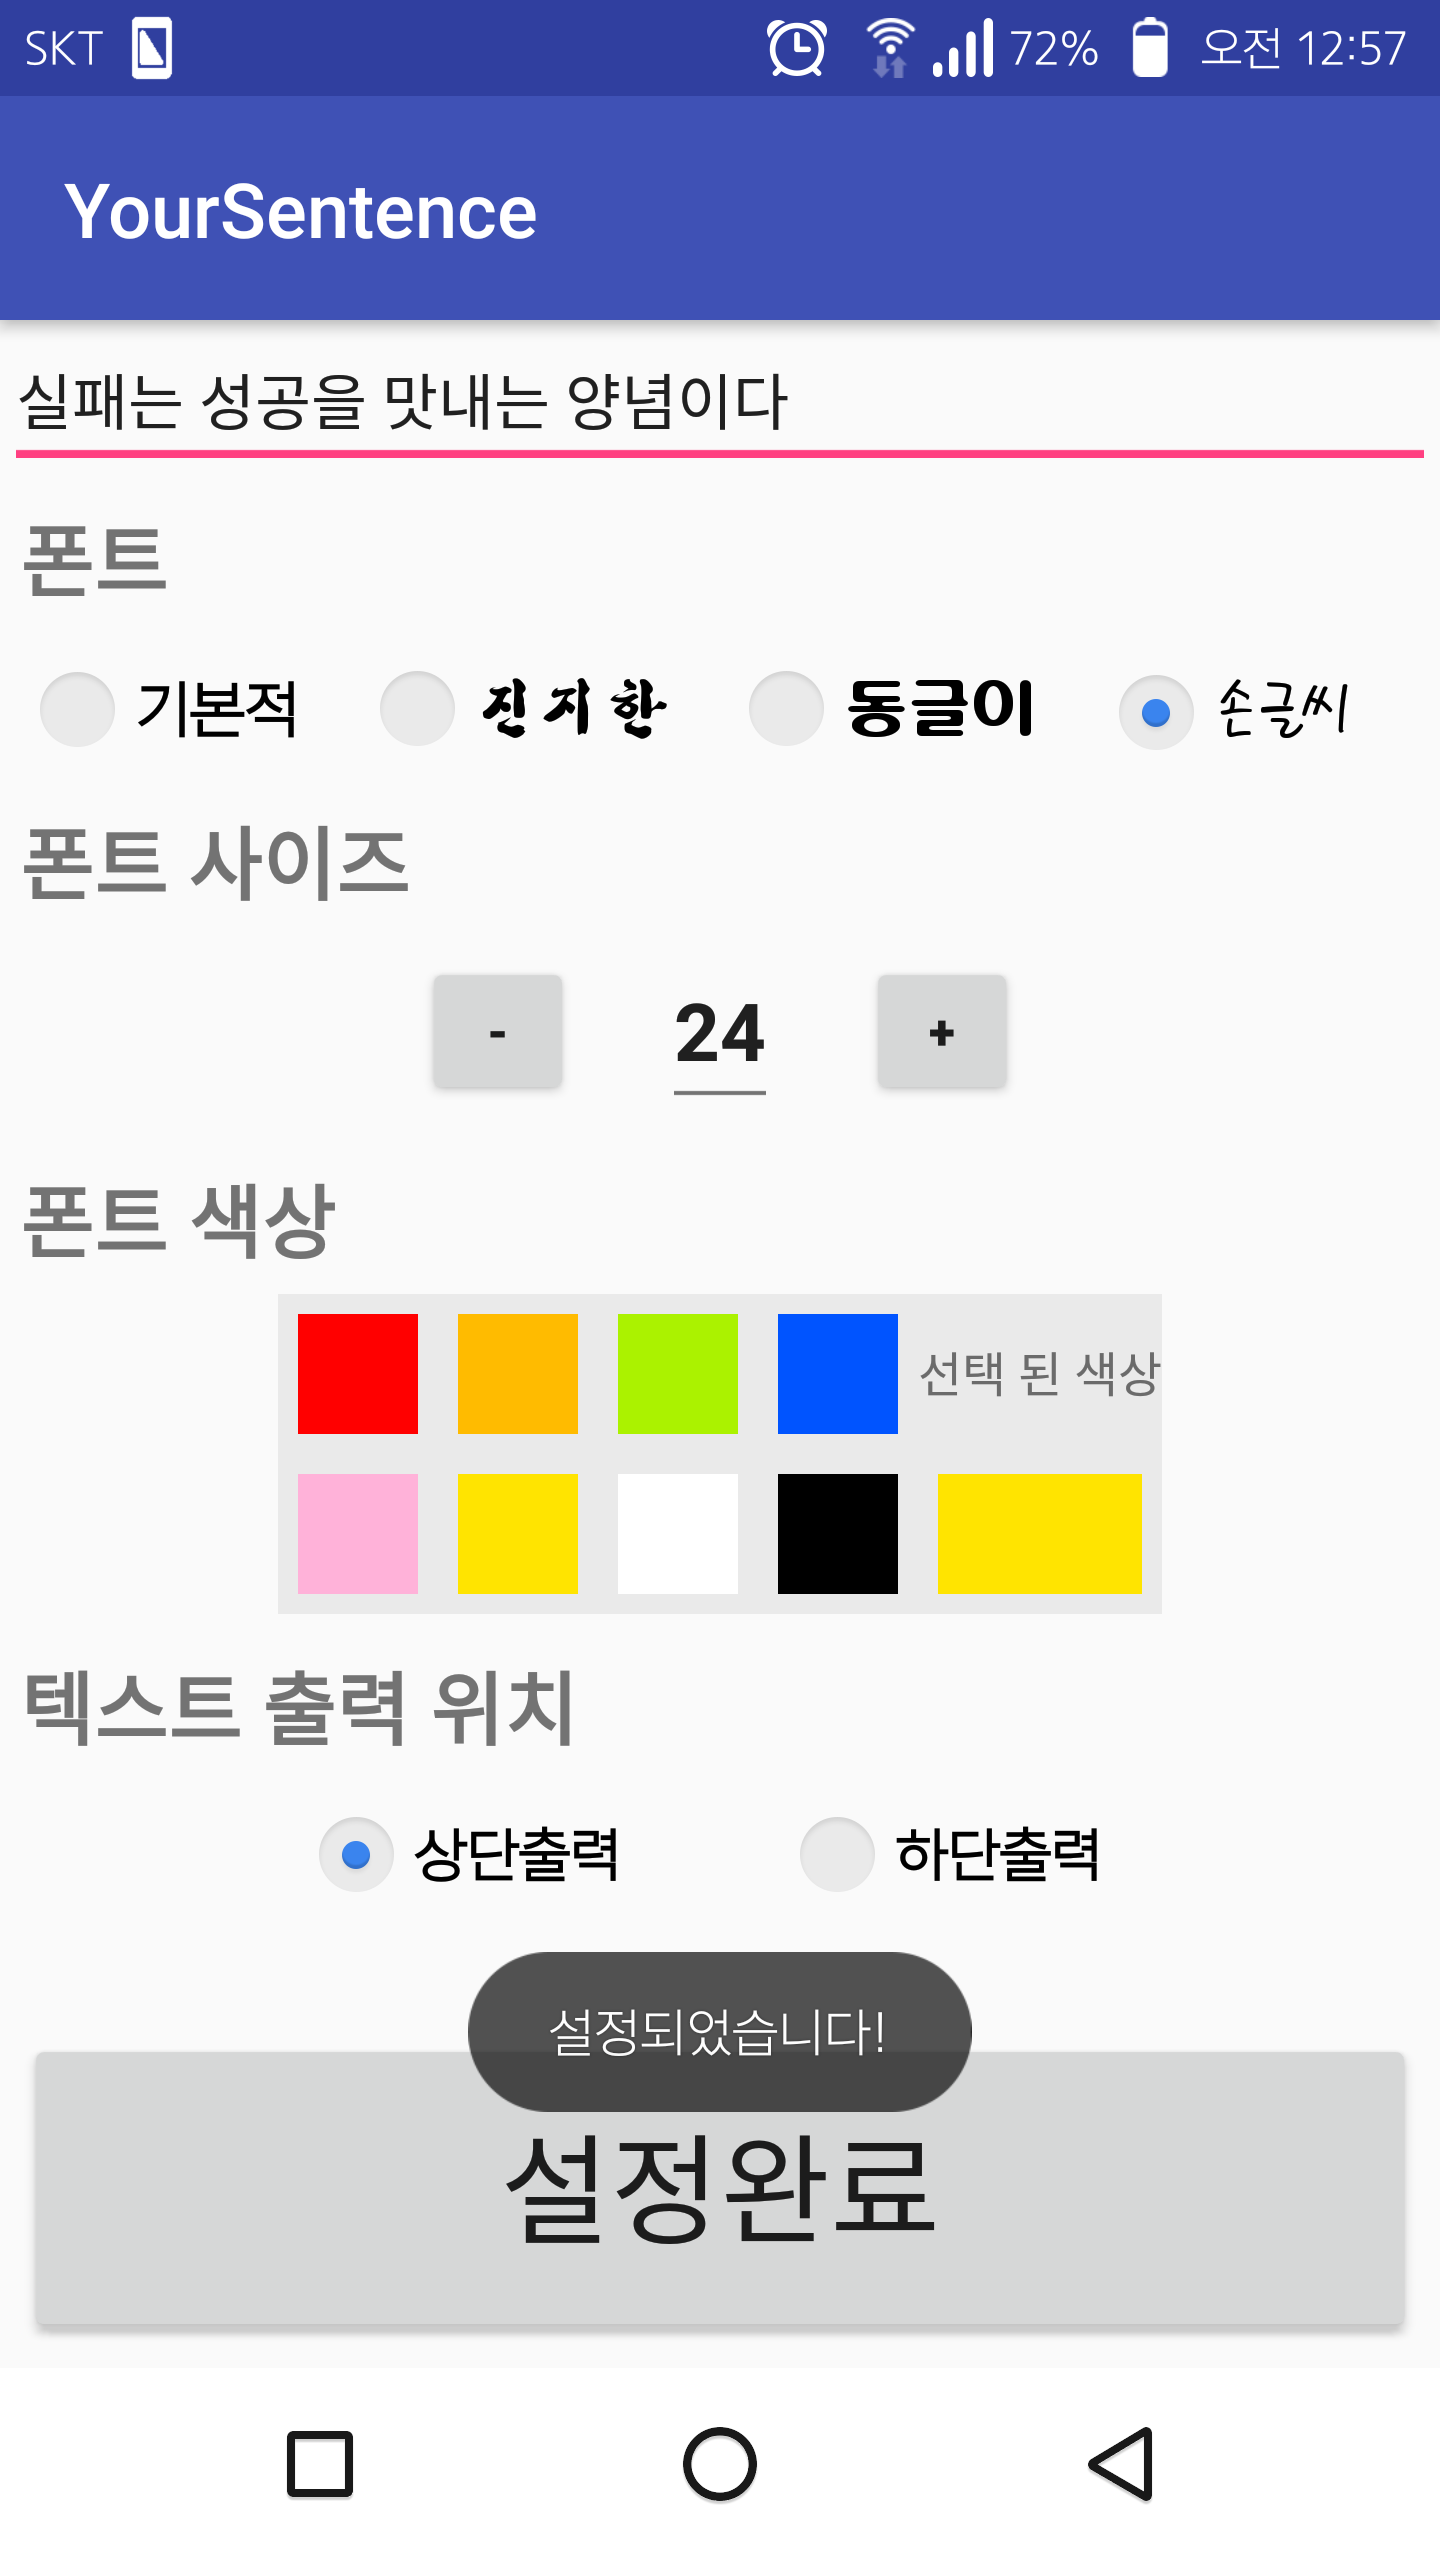 SKT 72% 오전 12:57
YourSentence
실패는 성공을 맛내는 양념이다
폰트
기본적 진지한 동글이 손글씨
폰트 사이즈
- 24 +
폰트 색상
선택 된 색상
텍스트 출력 위치
상단출력 하단출력
설정되었습니다!
설정완료